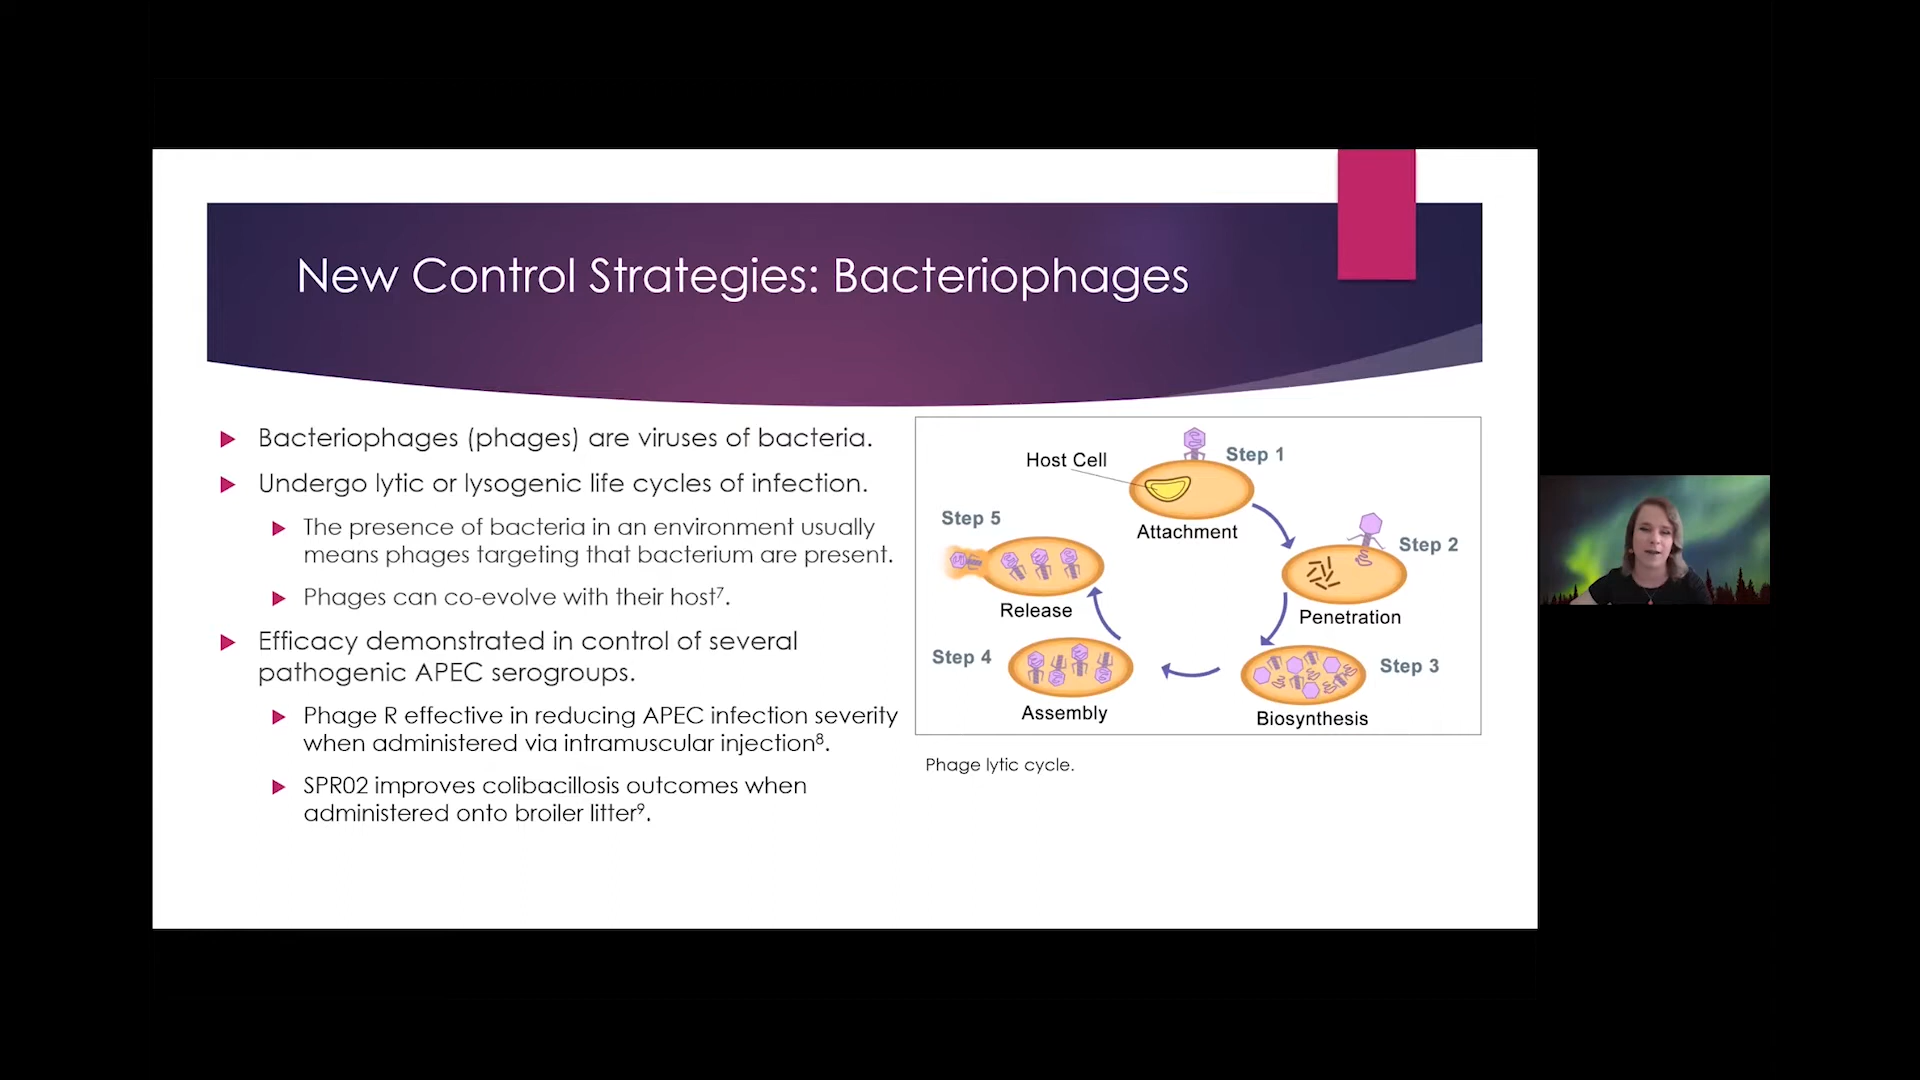 New Control Strategies: Bacteriophages
Bacteriophages (phages) are viruses of bacteria.
Undergo lytic or lysogenic life cycles of infection.
The presence of bacteria in an environment usually
means phages targeting that bacterium are present.
Phages can co-evolve with their host⁷.
Efficacy demonstrated in control of several
pathogenic APEC serogroups.
Phage R effective in reducing APEC infection severity
when administered via intramuscular injection⁸.
SPR02 improves colibacillosis outcomes when
administered onto broiler litter⁹.
Host Cell
Step 1
Attachment
Step 2
Penetration
Step 3
Biosynthesis
Step 4
Assembly
Step 5
Release
Phage lytic cycle.